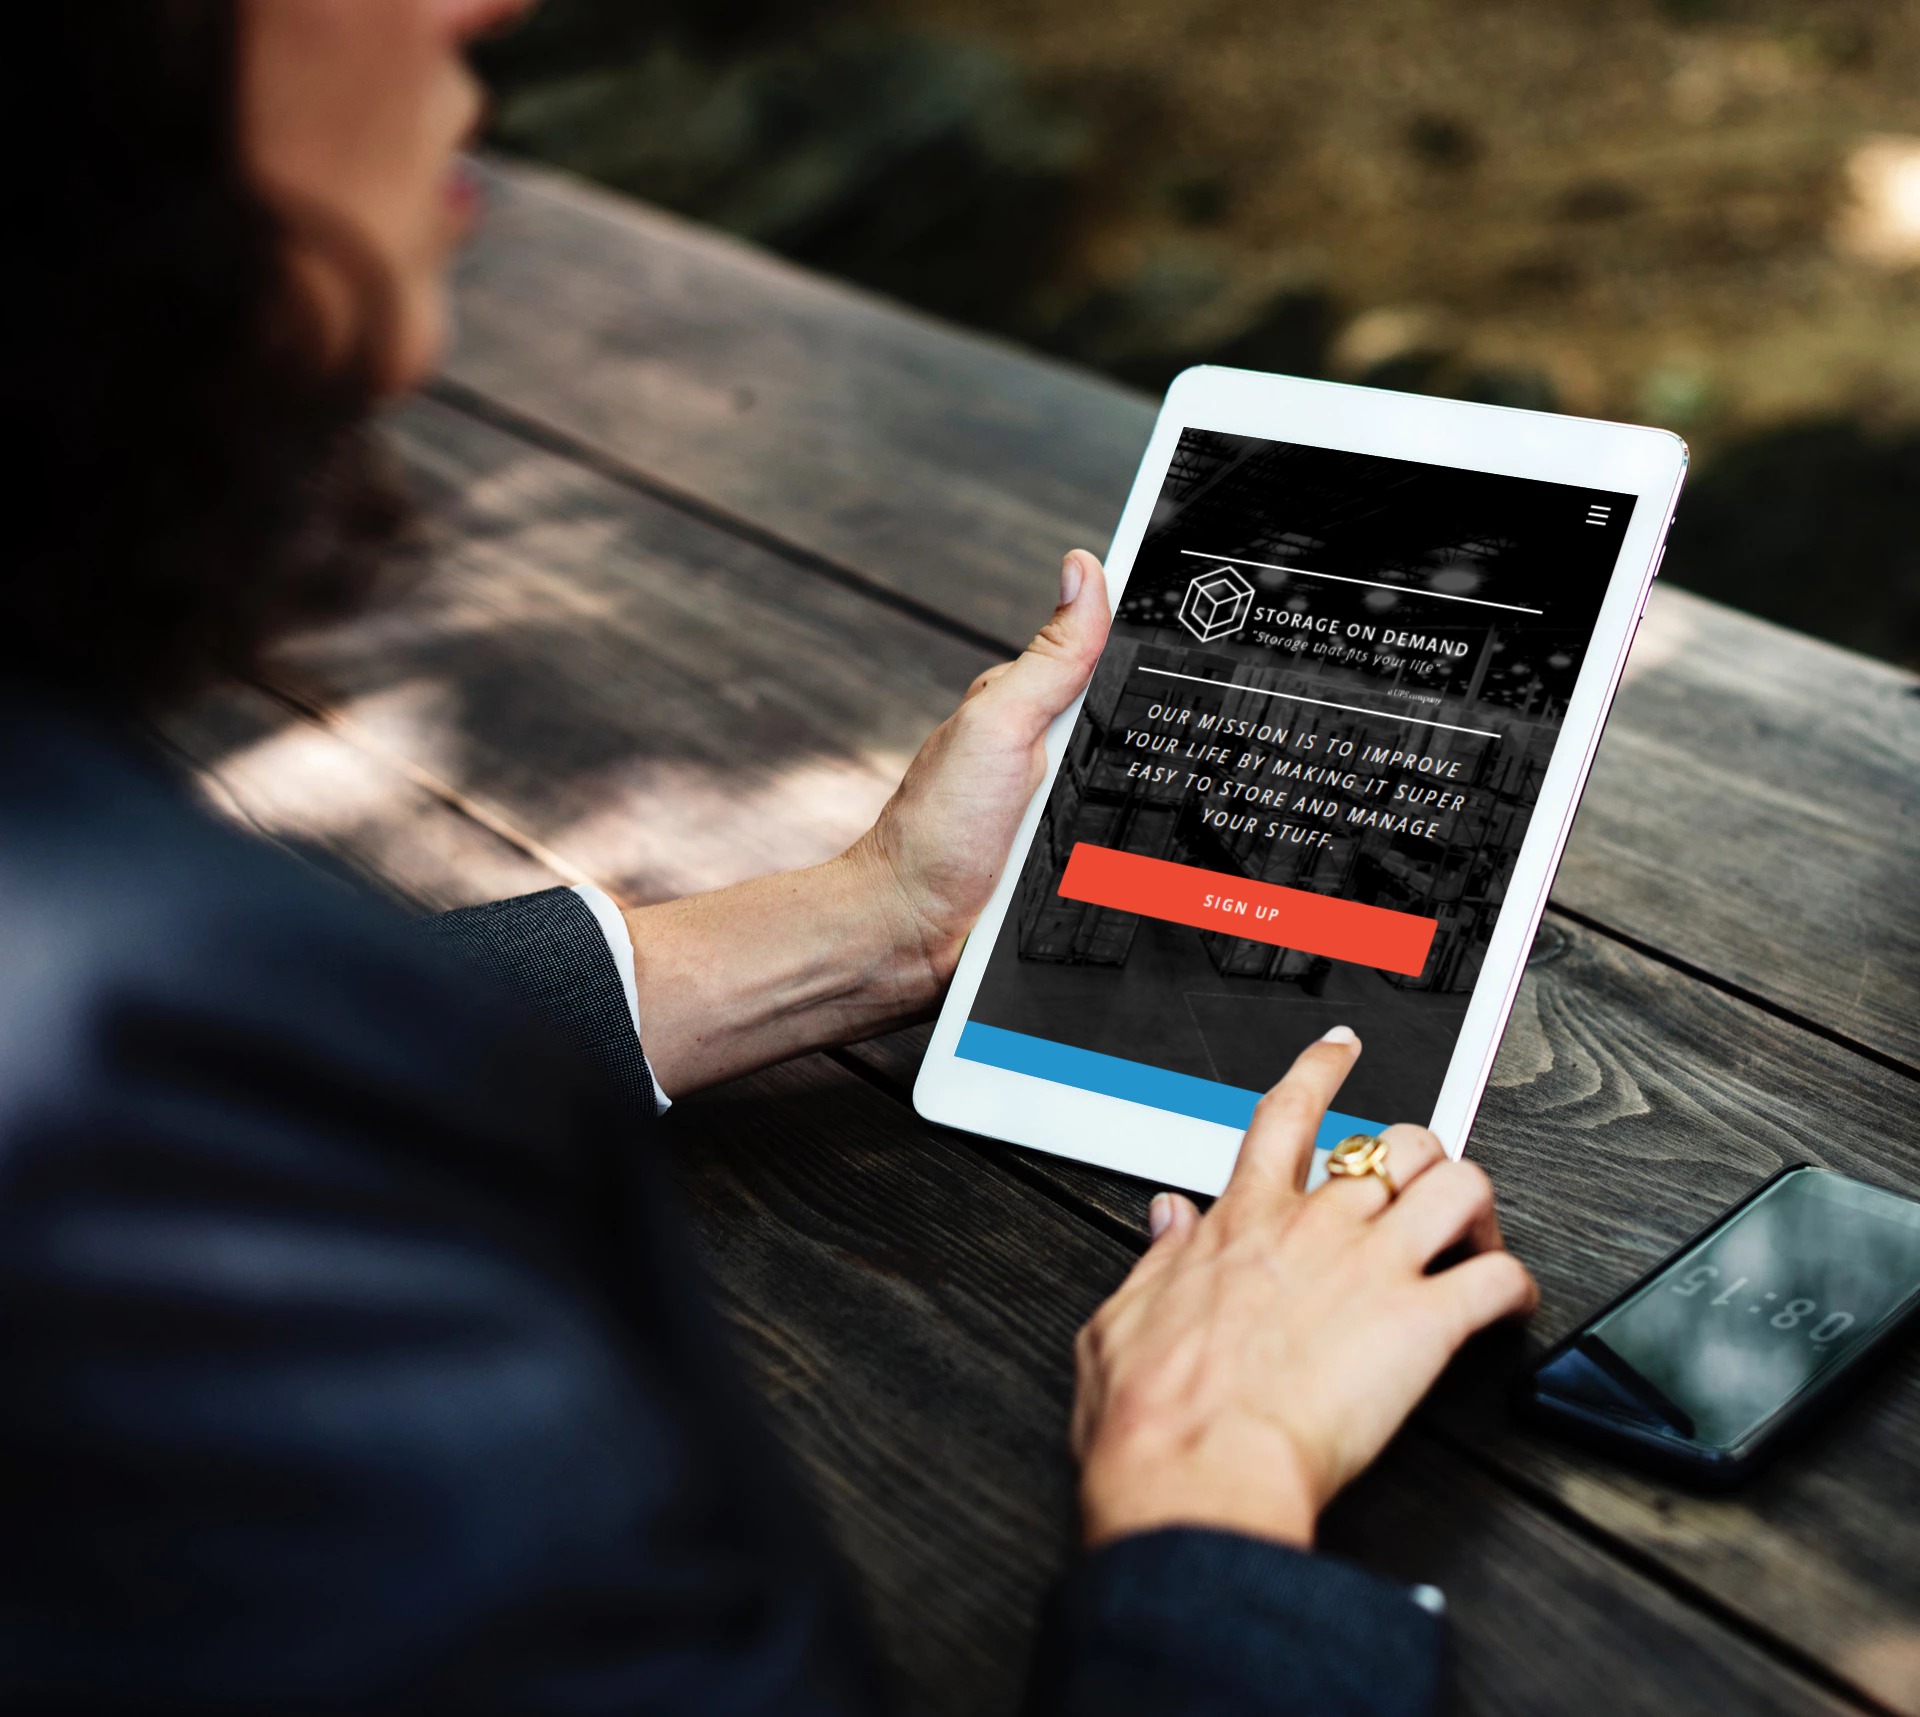 STORAGE ON DEMAND
"Storage that fits your life"
a UPS company
OUR MISSION IS TO IMPROVE
YOUR LIFE BY MAKING IT SUPER
EASY TO STORE AND MANAGE
YOUR STUFF.
SIGN UP
08:15